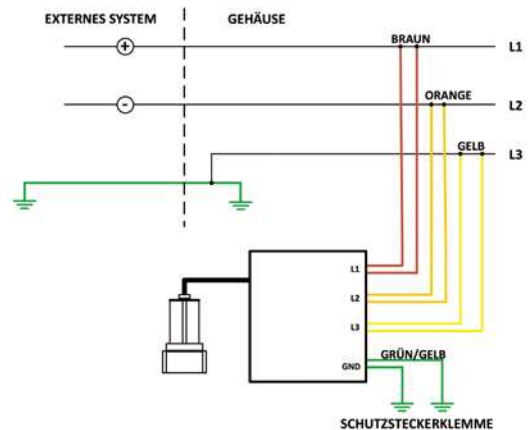 EXTERNES SYSTEM
GEHÄUSE
+
BRAUN
L1
-
ORANGE
L2
GELB
L3
L1
L2
L3
GRÜN/GELB
GND
SCHUTZSTECKERKLEMME